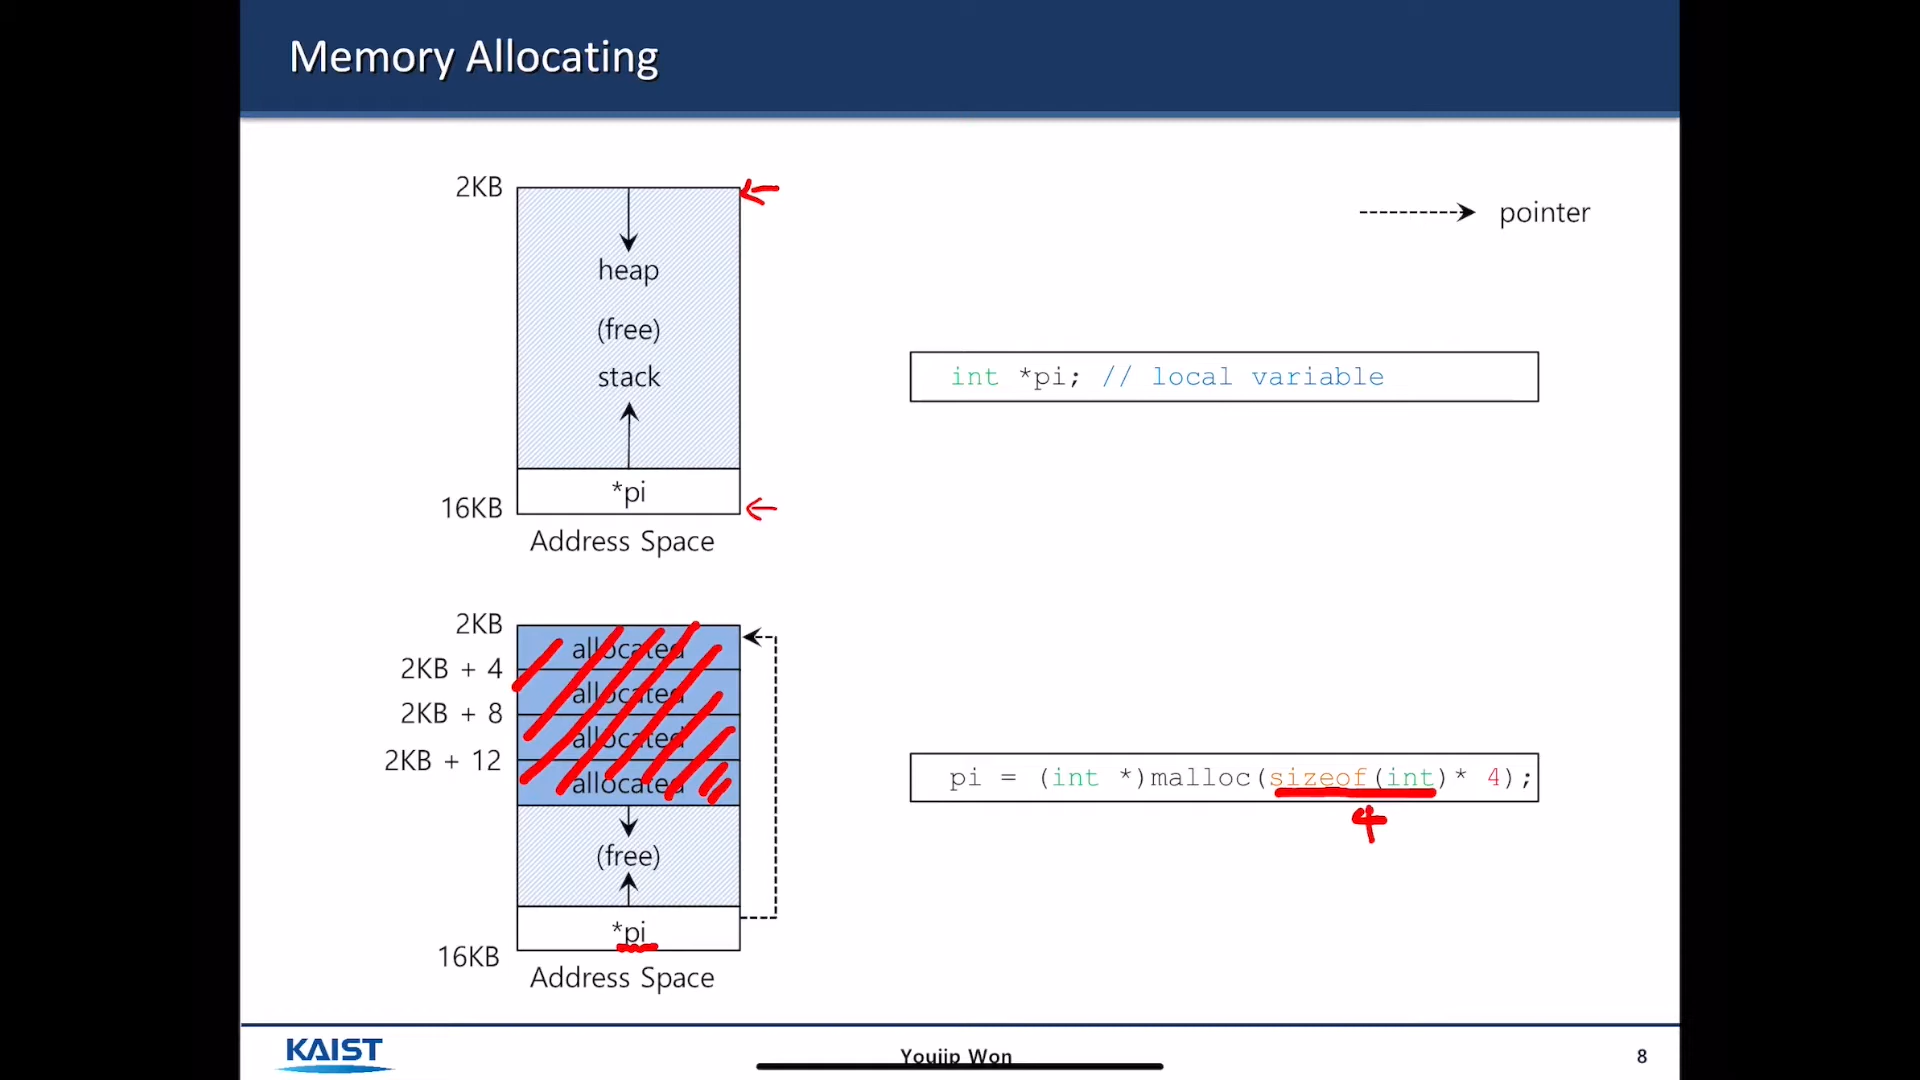 Memory Allocating
2KB
heap
(free)
stack
*pi
16KB
Address Space
pointer
int *pi; // local variable
2KB
allocated
2KB + 4
allocated
2KB + 8
allocated
2KB + 12
allocated
(free)
*pi
16KB
Address Space
pi = (int *)malloc(sizeof(int)* 4);
4
KAIST
Youjip Won
8